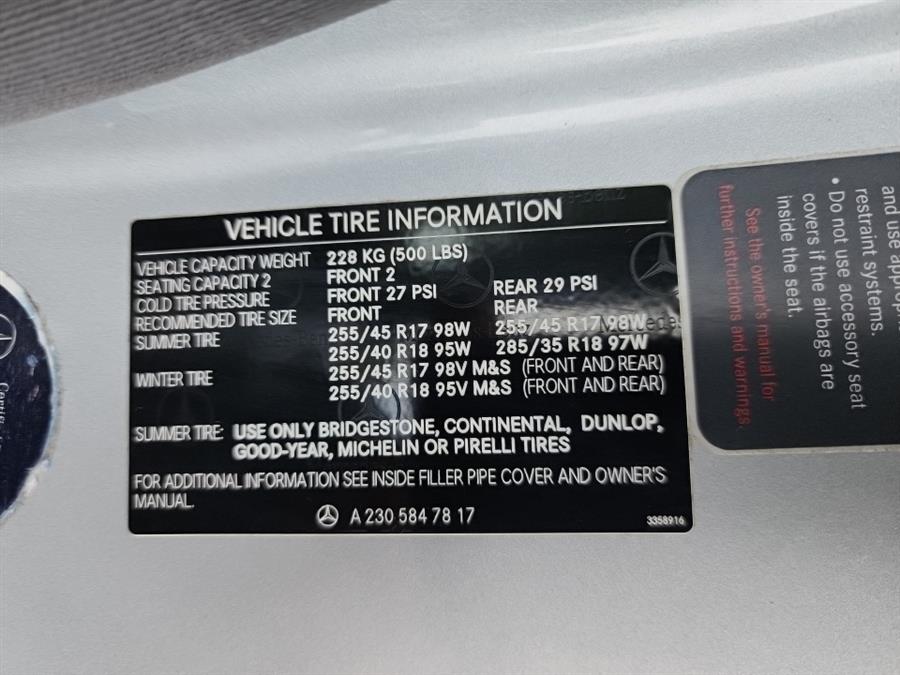 VEHICLE TIRE INFORMATION
VEHICLE CAPACITY WEIGHT 228 KG (500 LBS)
SEATING CAPACITY 2 FRONT 2
COLD TIRE PRESSURE FRONT 27 PSI REAR 29 PSI
RECOMMENDED TIRE SIZE FRONT REAR
SUMMER TIRE 255/45 R17 98W 255/45 R17 98W
255/40 R18 95W 285/35 R18 97W
WINTER TIRE 255/45 R17 98V M&S (FRONT AND REAR)
255/40 R18 95V M&S (FRONT AND REAR)
SUMMER TIRE: USE ONLY BRIDGESTONE, CONTINENTAL, DUNLOP,
GOOD-YEAR, MICHELIN OR PIRELLI TIRES
FOR ADDITIONAL INFORMATION SEE INSIDE FILLER PIPE COVER AND OWNER'S
MANUAL.
A 230 584 78 17
3358916
and use
restraint systems.
• Do not use accessory seat
covers if the airbags are
inside the seat.
See the owner's manual for
further instructions and warnings.